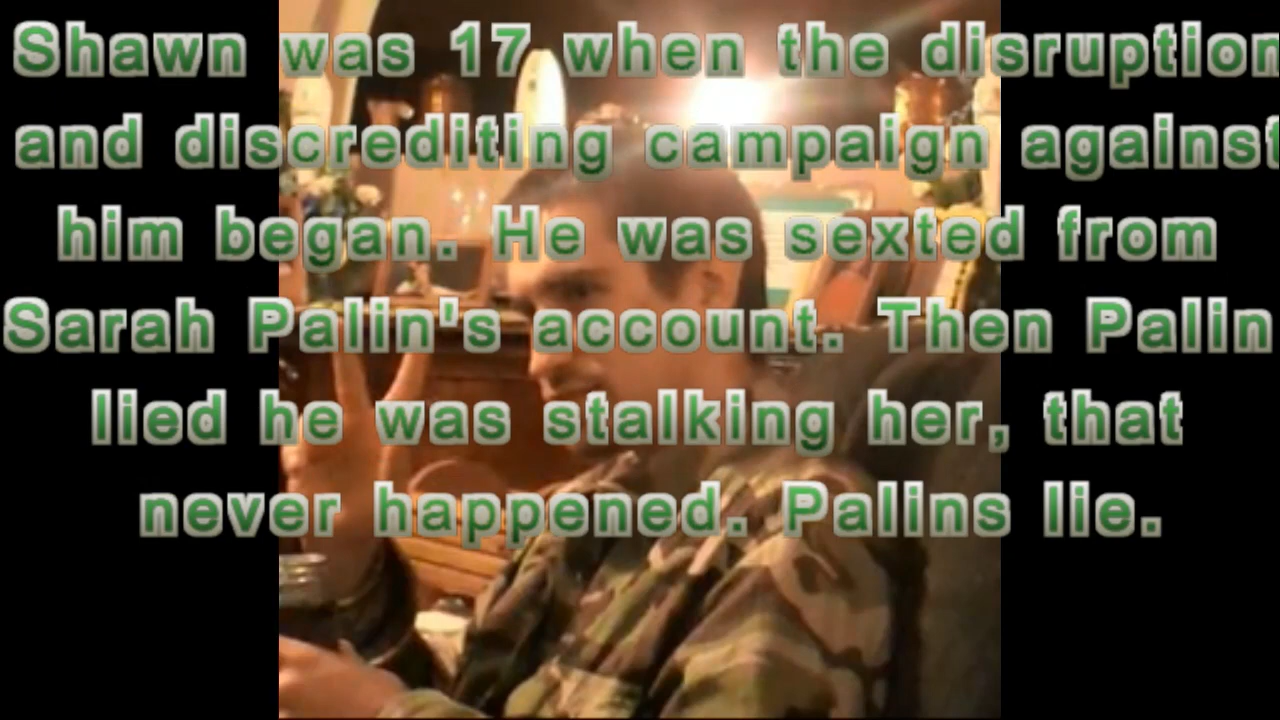 Shawn was 17 when the disruption
and discrediting campaign against
him began. He was sexted from
Sarah Palin's account. Then Palin
lied he was stalking her, that
never happened. Palins lie.